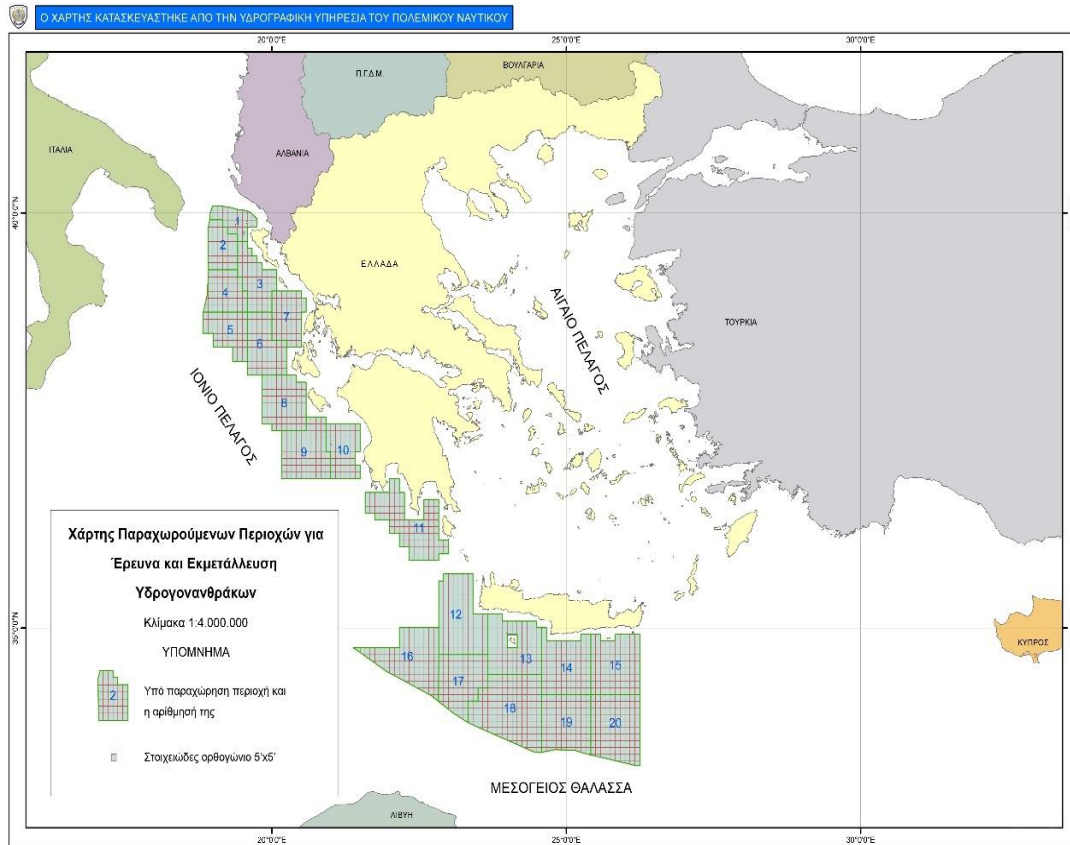 Ο ΧΑΡΤΗΣ ΚΑΤΑΣΚΕΥΑΣΤΗΚΕ ΑΠΟ ΤΗΝ ΥΔΡΟΓΡΑΦΙΚΗ ΥΠΗΡΕΣΙΑ ΤΟΥ ΠΟΛΕΜΙΚΟΥ ΝΑΥΤΙΚΟΥ
20°0'0"E
25°0'0"E
30°0'0"E
ΒΟΥΛΓΑΡΙΑ
Π.Γ.Δ.Μ.
ΙΤΑΛΙΑ
ΑΛΒΑΝΙΑ
40°0'0"N
1
2
ΕΛΛΑΔΑ
3
4
7
5
6
ΑΙΓΑΙΟ ΠΕΛΑΓΟΣ
ΤΟΥΡΚΙΑ
ΙΟΝΙΟ ΠΕΛΑΓΟΣ
8
9
10
11
Χάρτης Παραχωρούμενων Περιοχών για
Έρευνα και Εκμετάλλευση
Υδρογονανθράκων
Κλίμακα 1:4.000.000
ΥΠΟΜΝΗΜΑ
2
Υπό παραχώρηση περιοχή και
η αρίθμησή της
Στοιχειώδες ορθογώνιο 5'x5'
35°0'0"N
12
13
14
15
16
17
18
19
20
ΚΥΠΡΟΣ
ΜΕΣΟΓΕΙΟΣ ΘΑΛΑΣΣΑ
ΛΙΒΥΗ
20°0'0"E
25°0'0"E
30°0'0"E